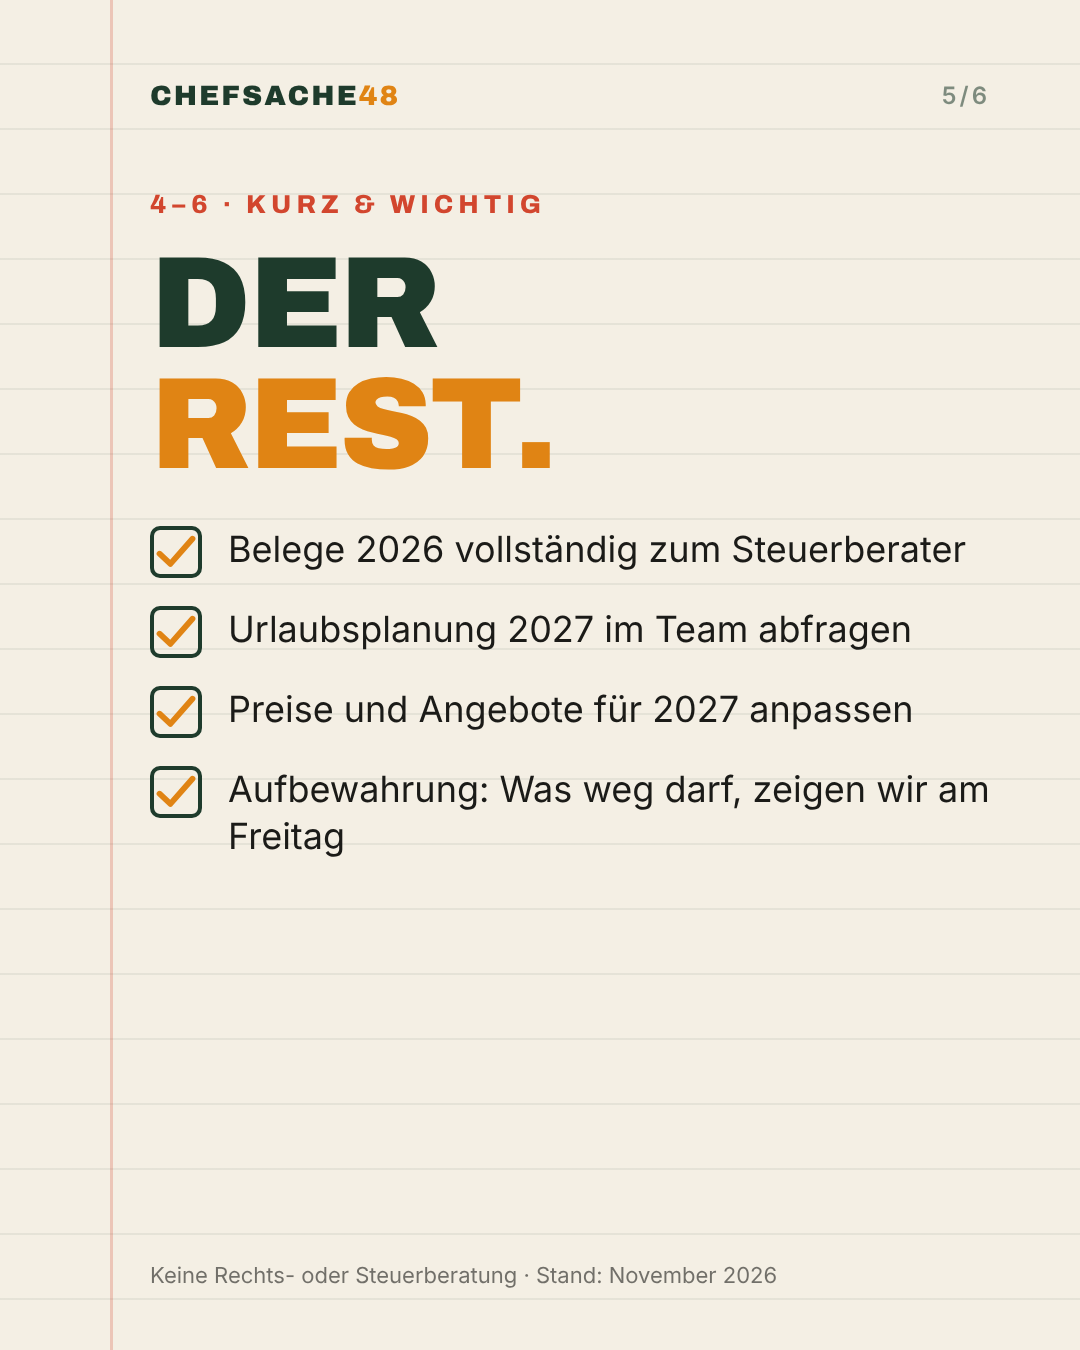 CHEFSACHE48
5/6
4–6 · KURZ & WICHTIG
DER
REST.
Belege 2026 vollständig zum Steuerberater
Urlaubsplanung 2027 im Team abfragen
Preise und Angebote für 2027 anpassen
Aufbewahrung: Was weg darf, zeigen wir am
Freitag
Keine Rechts- oder Steuerberatung · Stand: November 2026